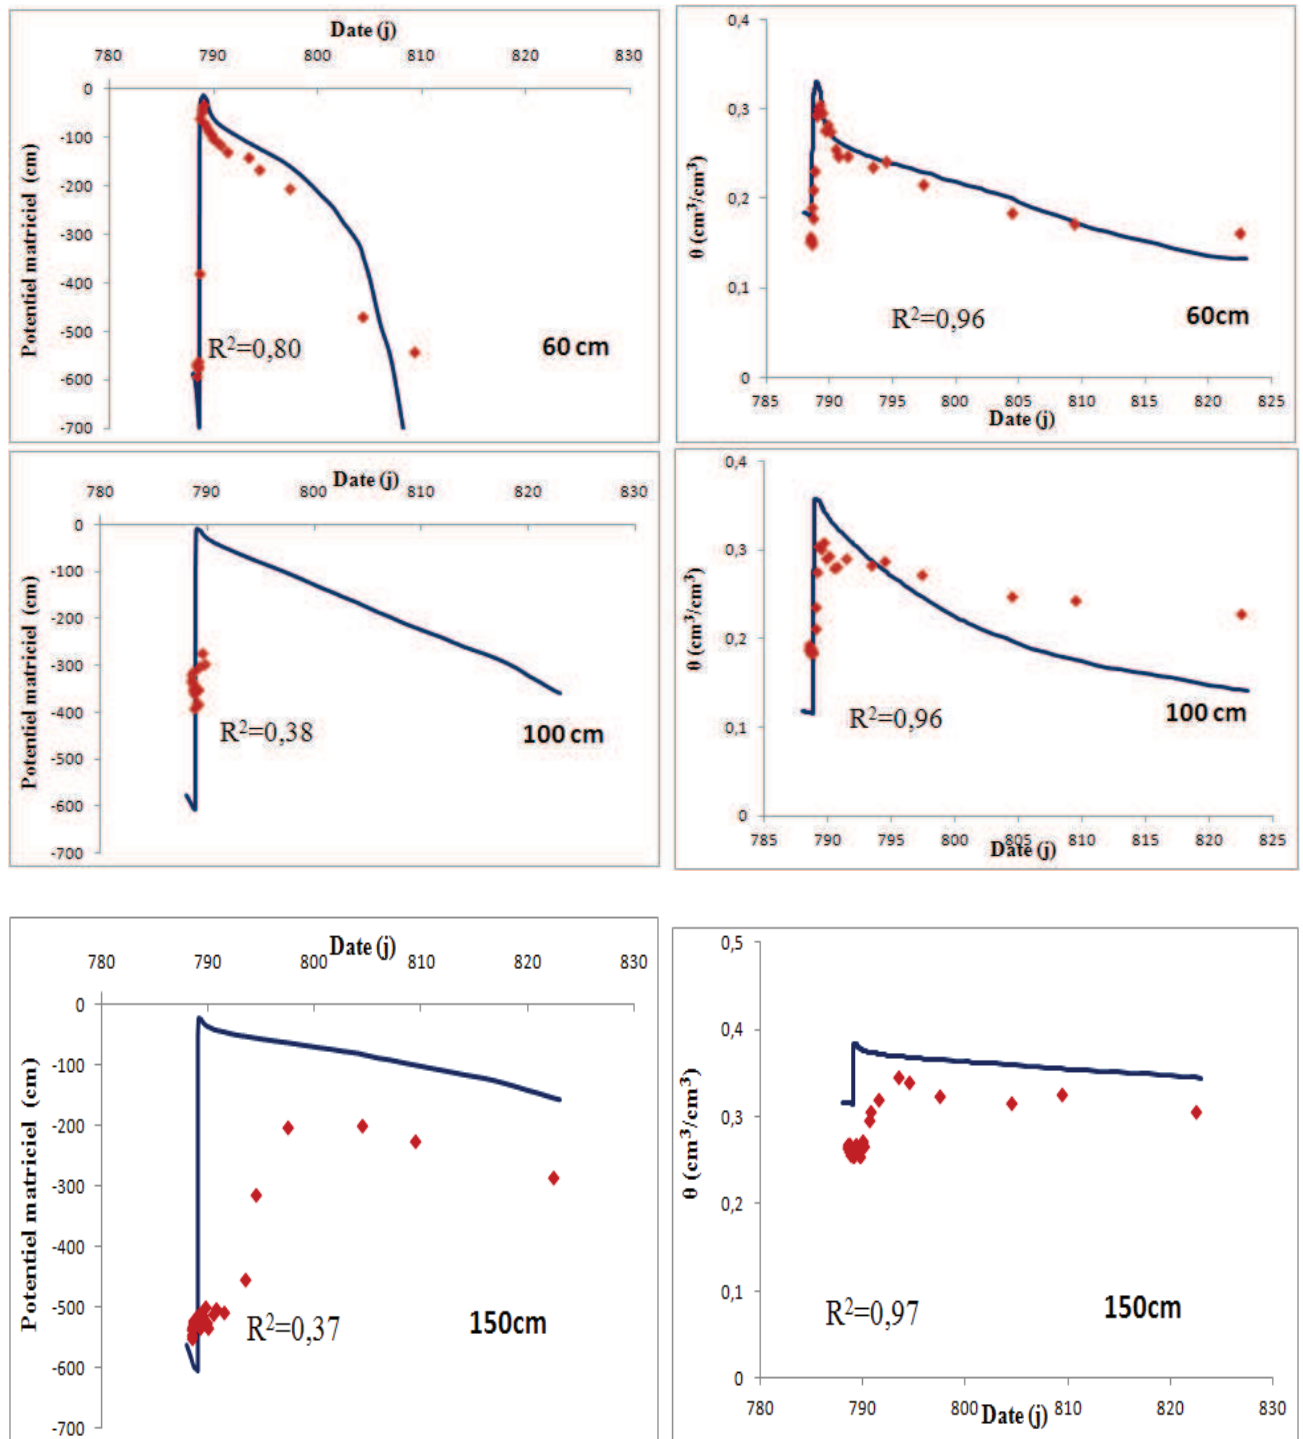 Date (j)
780 790 800 810 820 830
0
-100
-200
-300
-400
-500
-600
-700
Potentiel matriciel (cm)
R²=0,80
60 cm
0,4
0,3
0,2
0,1
0
θ (cm³/cm³)
R²=0,96
60cm
785 790 795 800 805 810 815 820 825
Date (j)
Date (j)
780 790 800 810 820 830
0
-100
-200
-300
-400
-500
-600
-700
Potentiel matriciel (cm)
R²=0,38
100 cm
0,4
0,3
0,2
0,1
0
θ (cm³/cm³)
R²=0,96
100 cm
785 790 795 800 805 810 815 820 825
Date (j)
Date (j)
780 790 800 810 820 830
0
-100
-200
-300
-400
-500
-600
-700
Potentiel matriciel (cm)
R²=0,37
150cm
0,5
0,4
0,3
0,2
0,1
0
θ (cm³/cm³)
R²=0,97
150cm
780 790 800 810 820 830
Date (j)